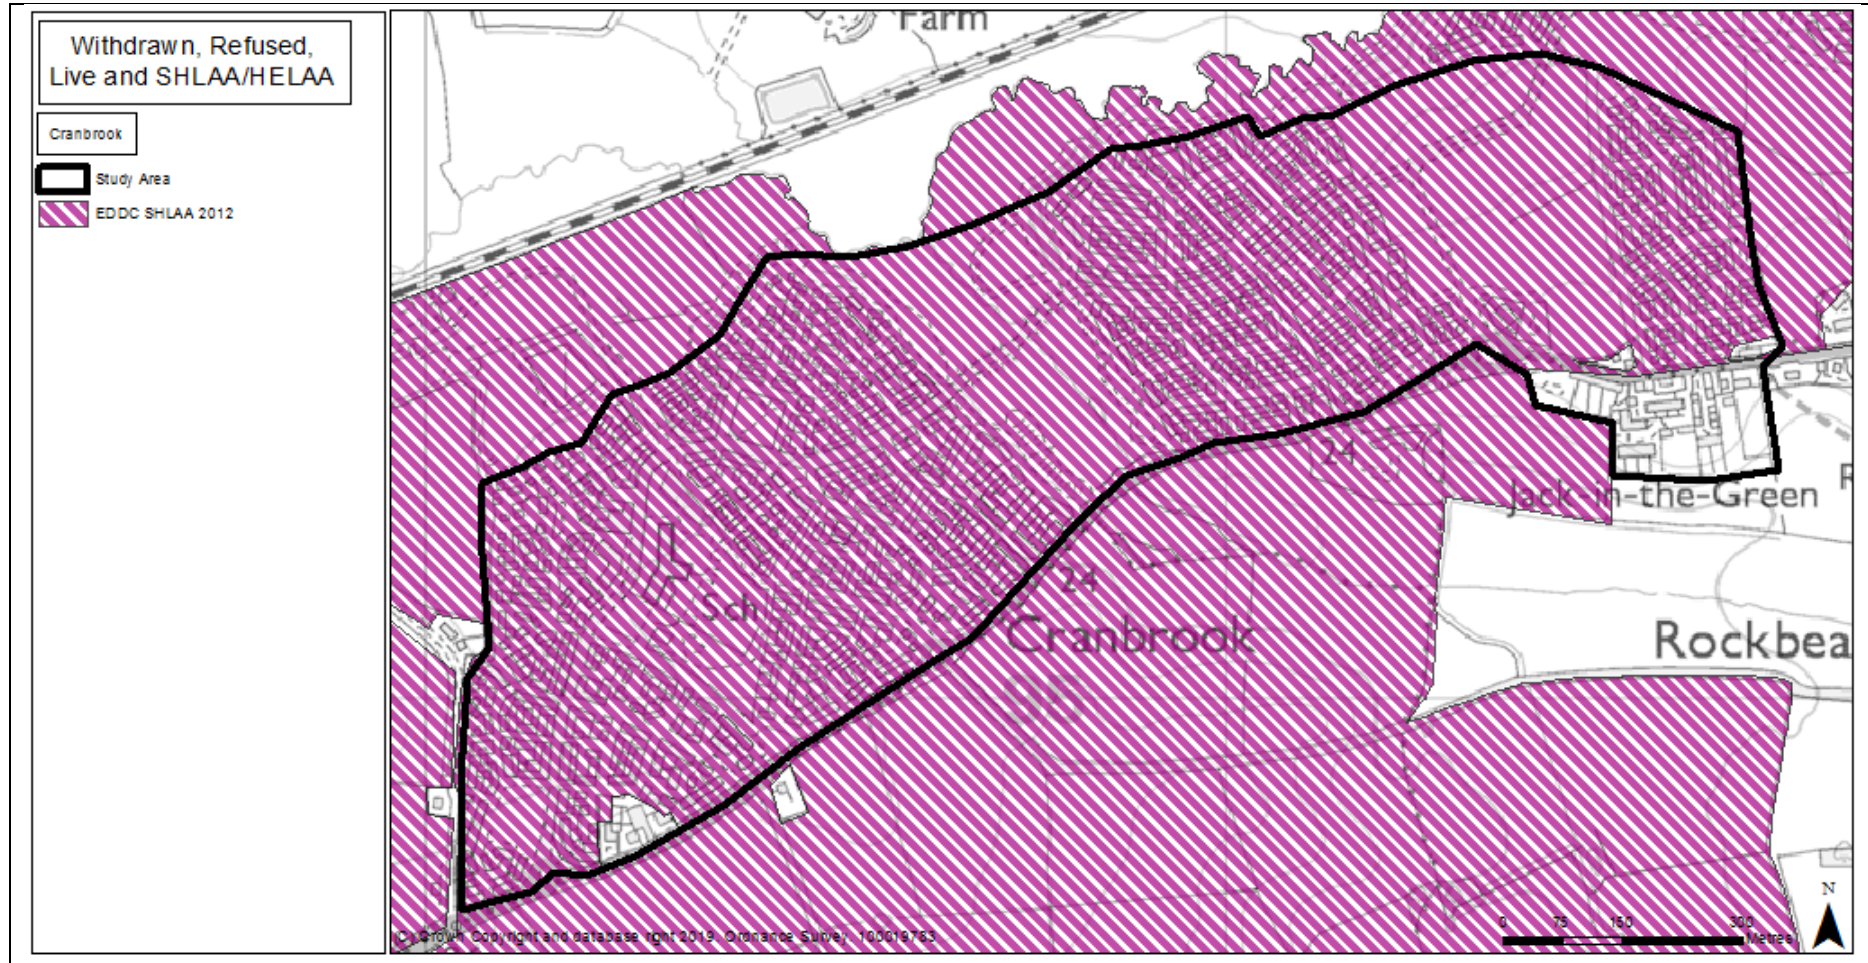 Withdrawn, Refused,
Live and SHLAA/HELAA
Cranbrook
Study Area
EDDC SHLAA 2012
Farm
24
Jack-in-the-Green
R
24
Sch
Cranbrook
Rockbea
N
0 75 150 300
Metres
(C) Crown Copyright and database right 2019. Ordnance Survey. 100019783